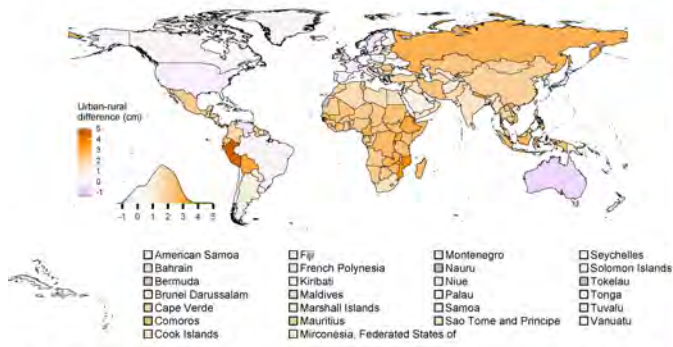 Urban-rural
difference (cm)
5
4
3
2
1
0
-1
-1 0 1 2 3 4 5
American Samoa Fiji Montenegro Seychelles
Bahrain French Polynesia Nauru Solomon Islands
Bermuda Kiribati Niue Tokelau
Brunei Darussalam Maldives Palau Tonga
Cape Verde Marshall Islands Samoa Tuvalu
Comoros Mauritius Sao Tome and Principe Vanuatu
Cook Islands Mirconesia, Federated States of